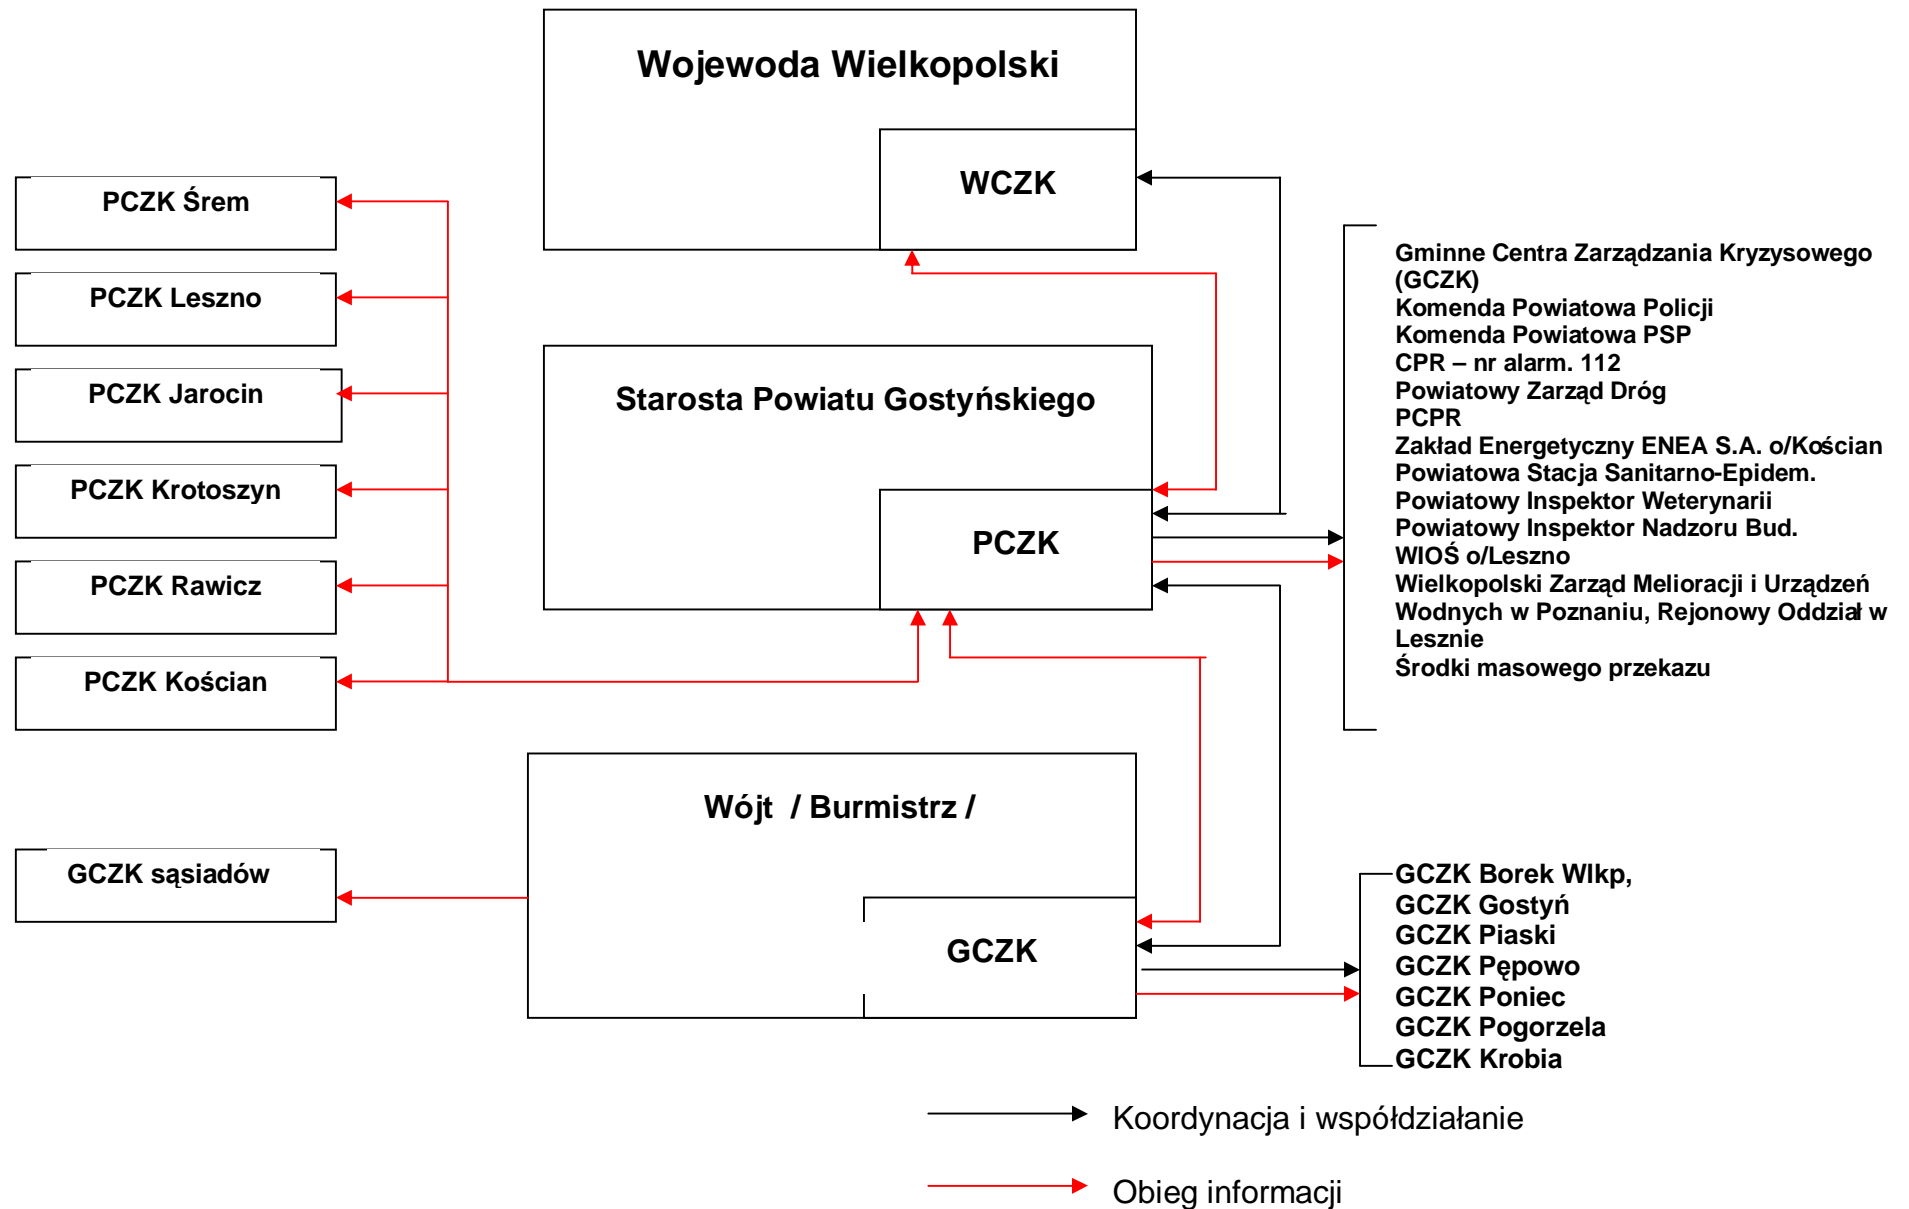 Wojewoda Wielkopolski
WCZK
PCZK Śrem
PCZK Leszno
PCZK Jarocin
PCZK Krotoszyn
PCZK Rawicz
PCZK Kościan
Starosta Powiatu Gostyńskiego
PCZK
Gminne Centra Zarządzania Kryzysowego
(GCZK)
Komenda Powiatowa Policji
Komenda Powiatowa PSP
CPR – nr alarm. 112
Powiatowy Zarząd Dróg
PCPR
Zakład Energetyczny ENEA S.A. o/Kościan
Powiatowa Stacja Sanitarno-Epidem.
Powiatowy Inspektor Weterynarii
Powiatowy Inspektor Nadzoru Bud.
WIOŚ o/Leszno
Wielkopolski Zarząd Melioracji i Urządzeń
Wodnych w Poznaniu, Rejonowy Oddział w
Lesznie
Środki masowego przekazu
Wójt / Burmistrz /
GCZK
GCZK sąsiadów
GCZK Borek Wlkp,
GCZK Gostyń
GCZK Piaski
GCZK Pępowo
GCZK Poniec
GCZK Pogorzela
GCZK Krobia
Koordynacja i współdziałanie
Obieg informacji